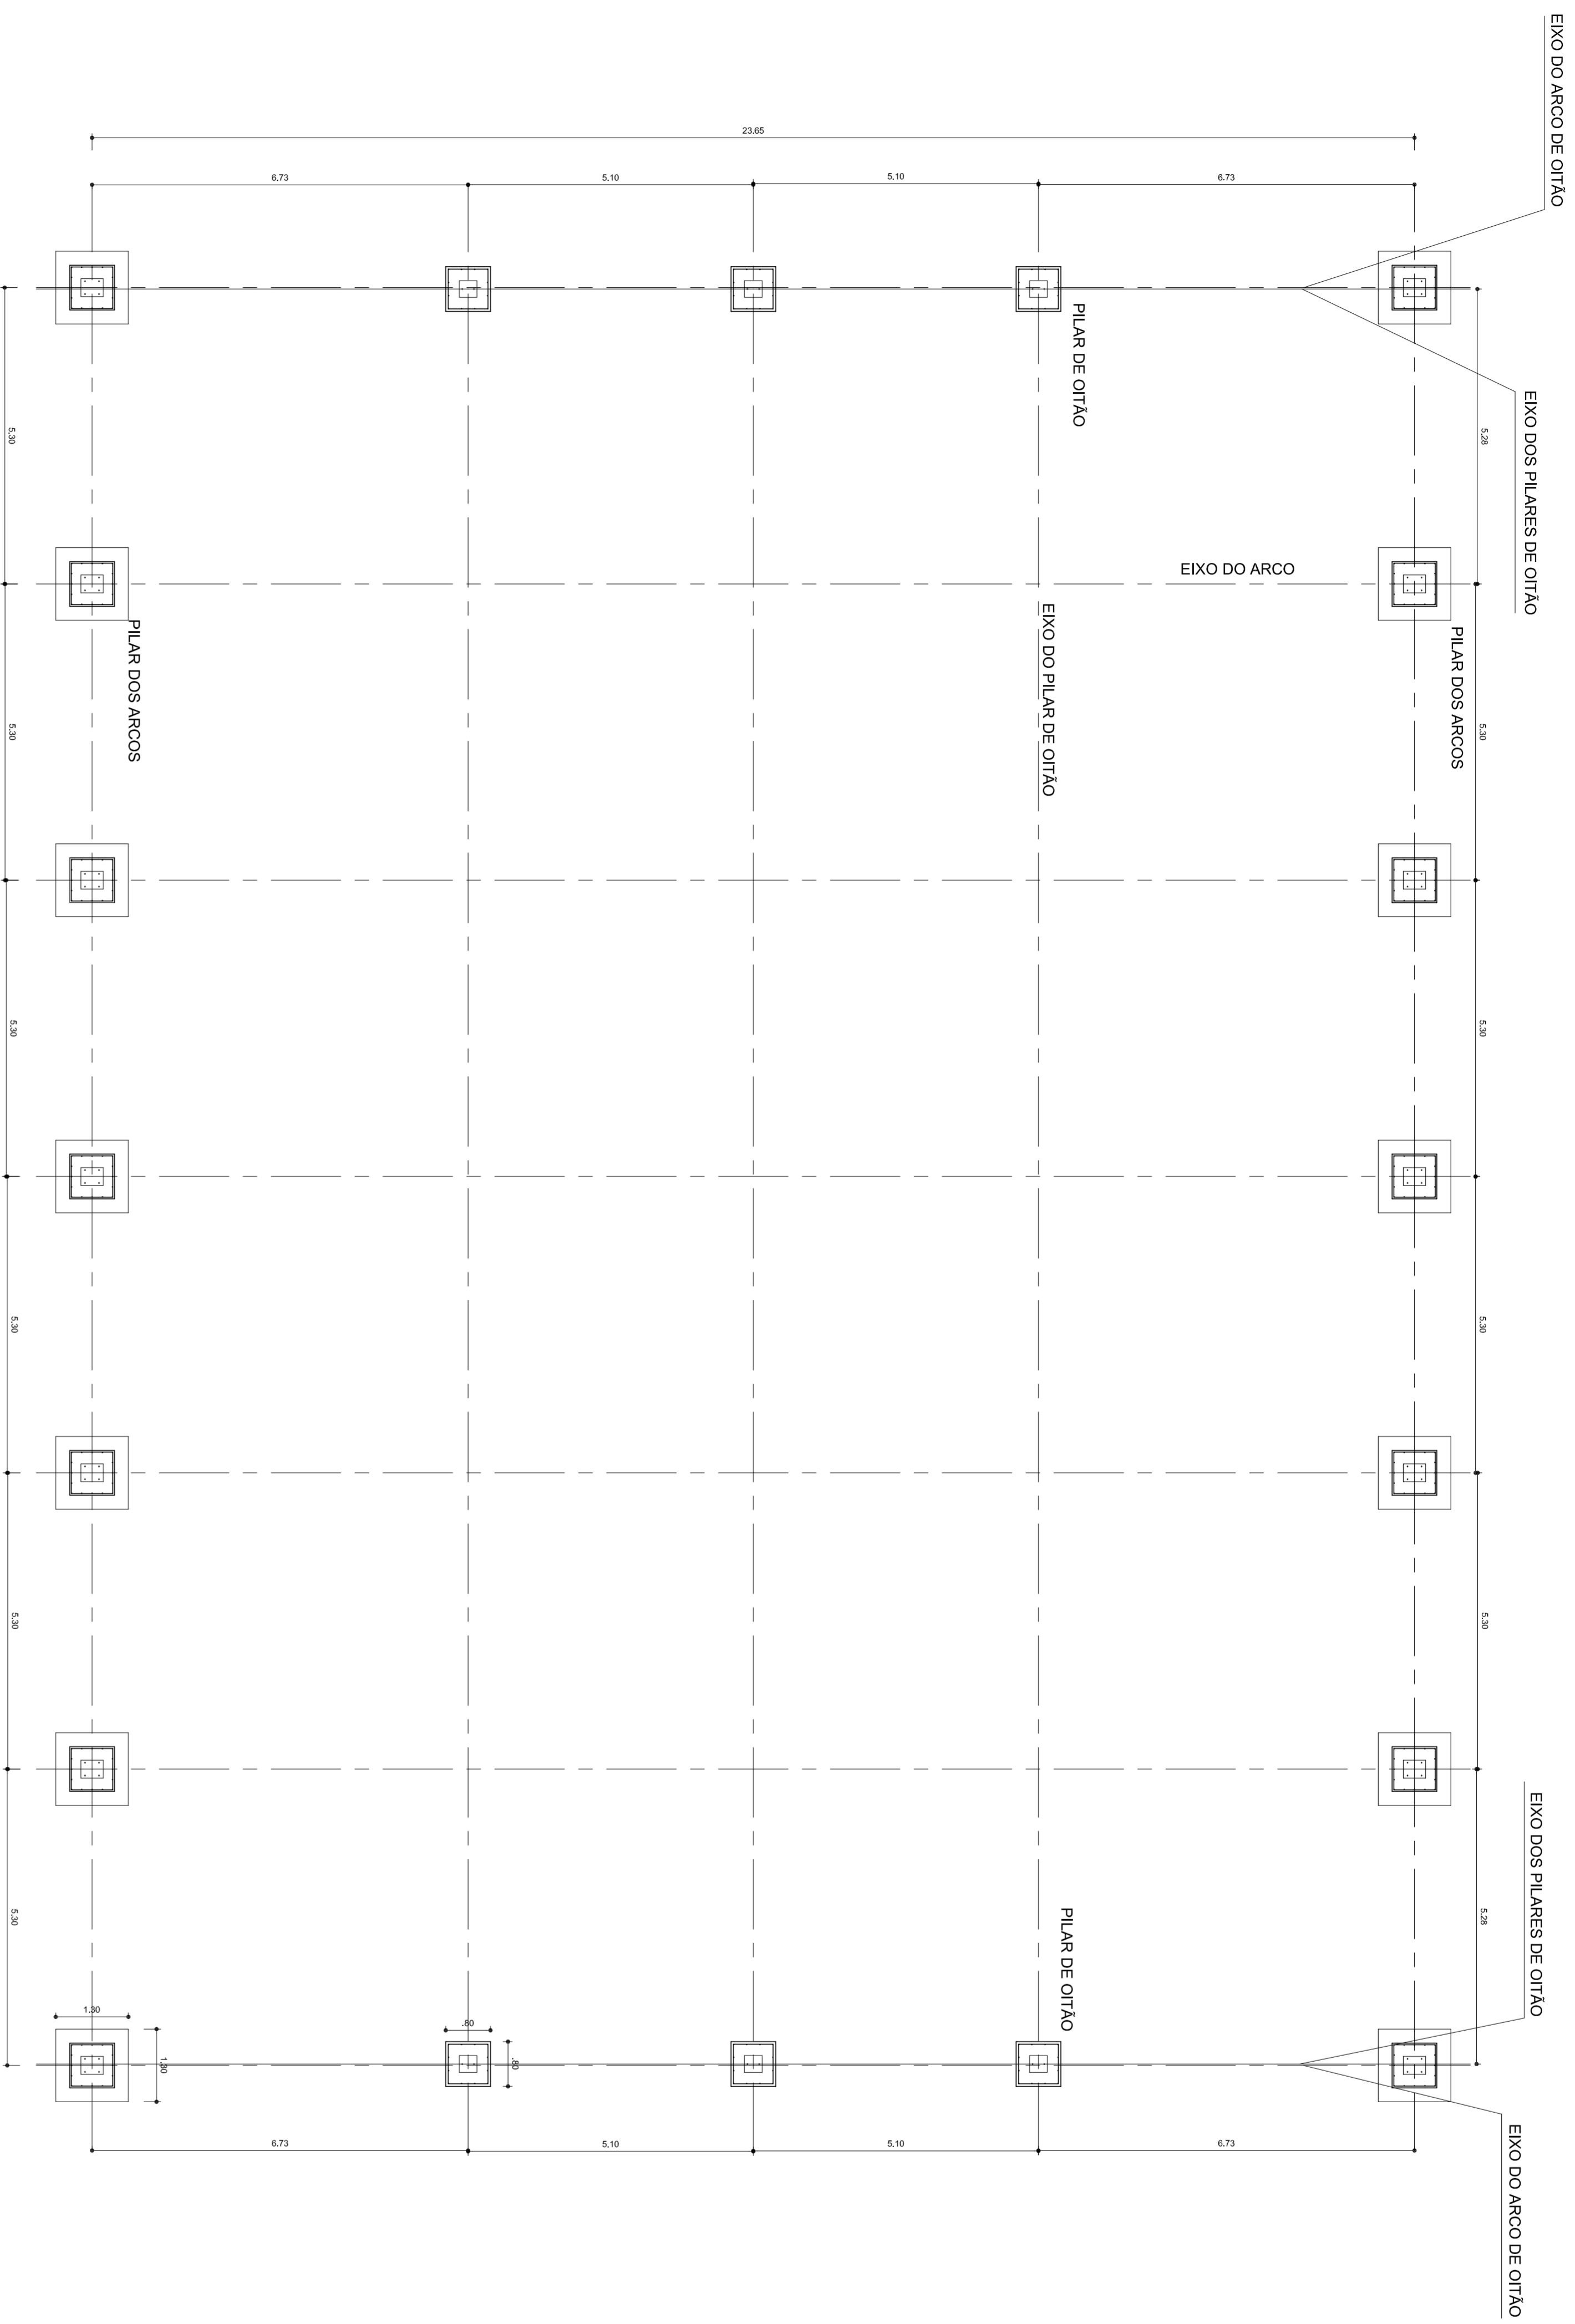 EIXO DO ARCO DE OITÃO
23.65
6.73
5.10
5.10
6.73
PILAR DE OITÃO
EIXO DOS PILARES DE OITÃO
5.30
5.28
EIXO DO ARCO
PILAR DOS ARCOS
EIXO DO PILAR DE OITÃO
PILAR DOS ARCOS
5.30
5.30
5.30
5.30
5.30
5.30
5.30
5.30
EIXO DOS PILARES DE OITÃO
5.30
5.28
PILAR DE OITÃO
1.30
1.30
.80
.80
6.73
5.10
5.10
6.73
EIXO DO ARCO DE OITÃO